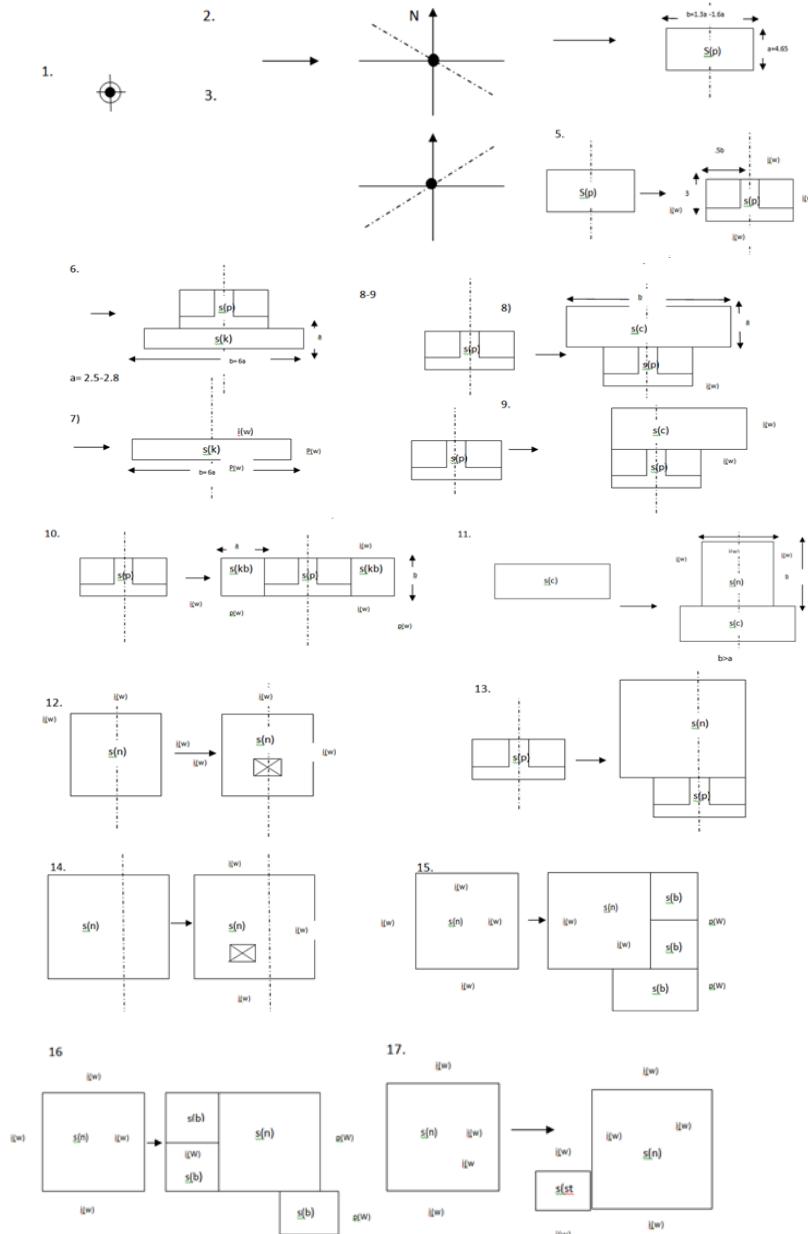 1.
2.
N
b=1.3a -1.6a
S(p)
a=4.65
3.
5.
S(p)
.5b
i(w)
3
s(p)
i(w)
i(w)
6.
s(p)
s(k)
8
b=6a
a= 2.5-2.8
8-9
s(p)
8)
b
s(c)
8
s(p)
i(w)
7)
i(w)
s(k)
p(w)
b=6a
p(w)
9.
s(p)
s(c)
i(w)
s(p)
i(w)
10.
s(p)
a
i(w)
s(kb)
s(p)
s(kb)
b
i(w)
p(w)
i(w)
p(w)
11.
s(c)
i(w)
i(w)
i(w)
s(n)
s(c)
b>a
12.
i(w)
i(w)
s(n)
i(w)
i(w)
i(w)
s(n)
i(w)
13.
s(p)
s(n)
s(p)
14.
s(n)
i(w)
s(n)
i(w)
i(w)
15.
i(w)
i(w)
s(n)
i(w)
i(w)
s(n)
s(b)
i(w)
p(W)
i(w)
s(b)
s(b)
p(W)
16
i(w)
i(w)
s(n)
i(w)
i(w)
s(b)
s(n)
p(W)
i(W)
s(b)
s(b)
p(W)
17.
i(w)
s(n)
i(w)
i(w
i(w)
i(w)
i(w)
i(w)
s(n)
i(w)
s(st
i(w)